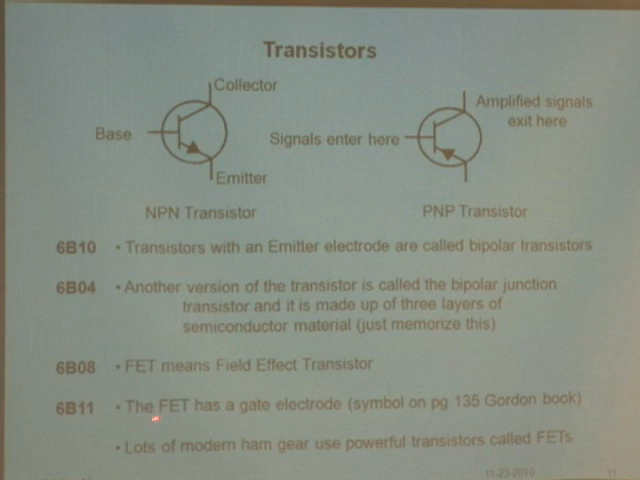 Transistors
Collector
Base
Emitter
NPN Transistor
Signals enter here
Amplified signals
exit here
PNP Transistor
6B10 • Transistors with an Emitter electrode are called bipolar transistors
6B04 • Another version of the transistor is called the bipolar junction
transistor and it is made up of three layers of
semiconductor material (just memorize this)
6B08 • FET means Field Effect Transistor
6B11 • The FET has a gate electrode (symbol on pg 135 Gordon book)
• Lots of modern ham gear use powerful transistors called FETs
11-23-2010
11